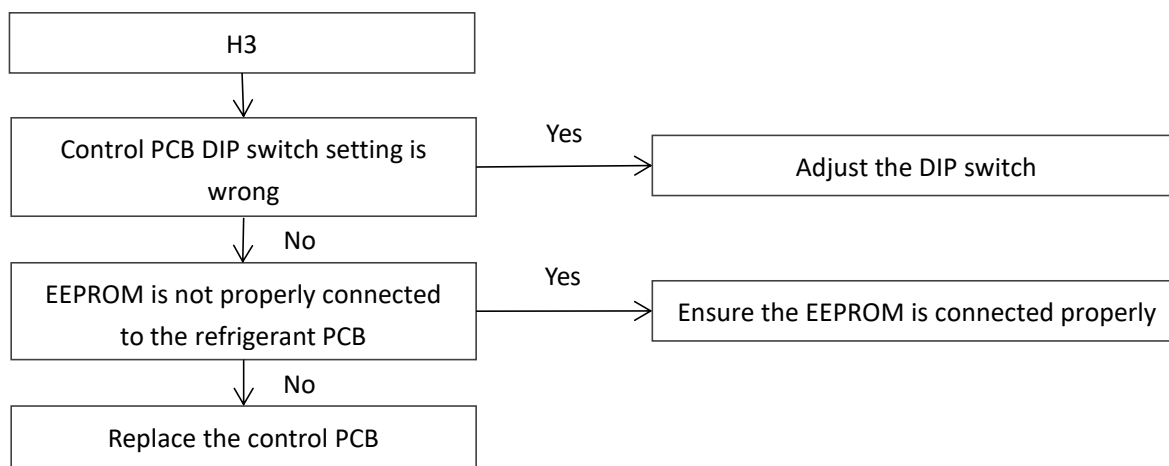 H3
Control PCB DIP switch setting is
wrong
Yes
Adjust the DIP switch
No
EEPROM is not properly connected
to the refrigerant PCB
Yes
Ensure the EEPROM is connected properly
No
Replace the control PCB